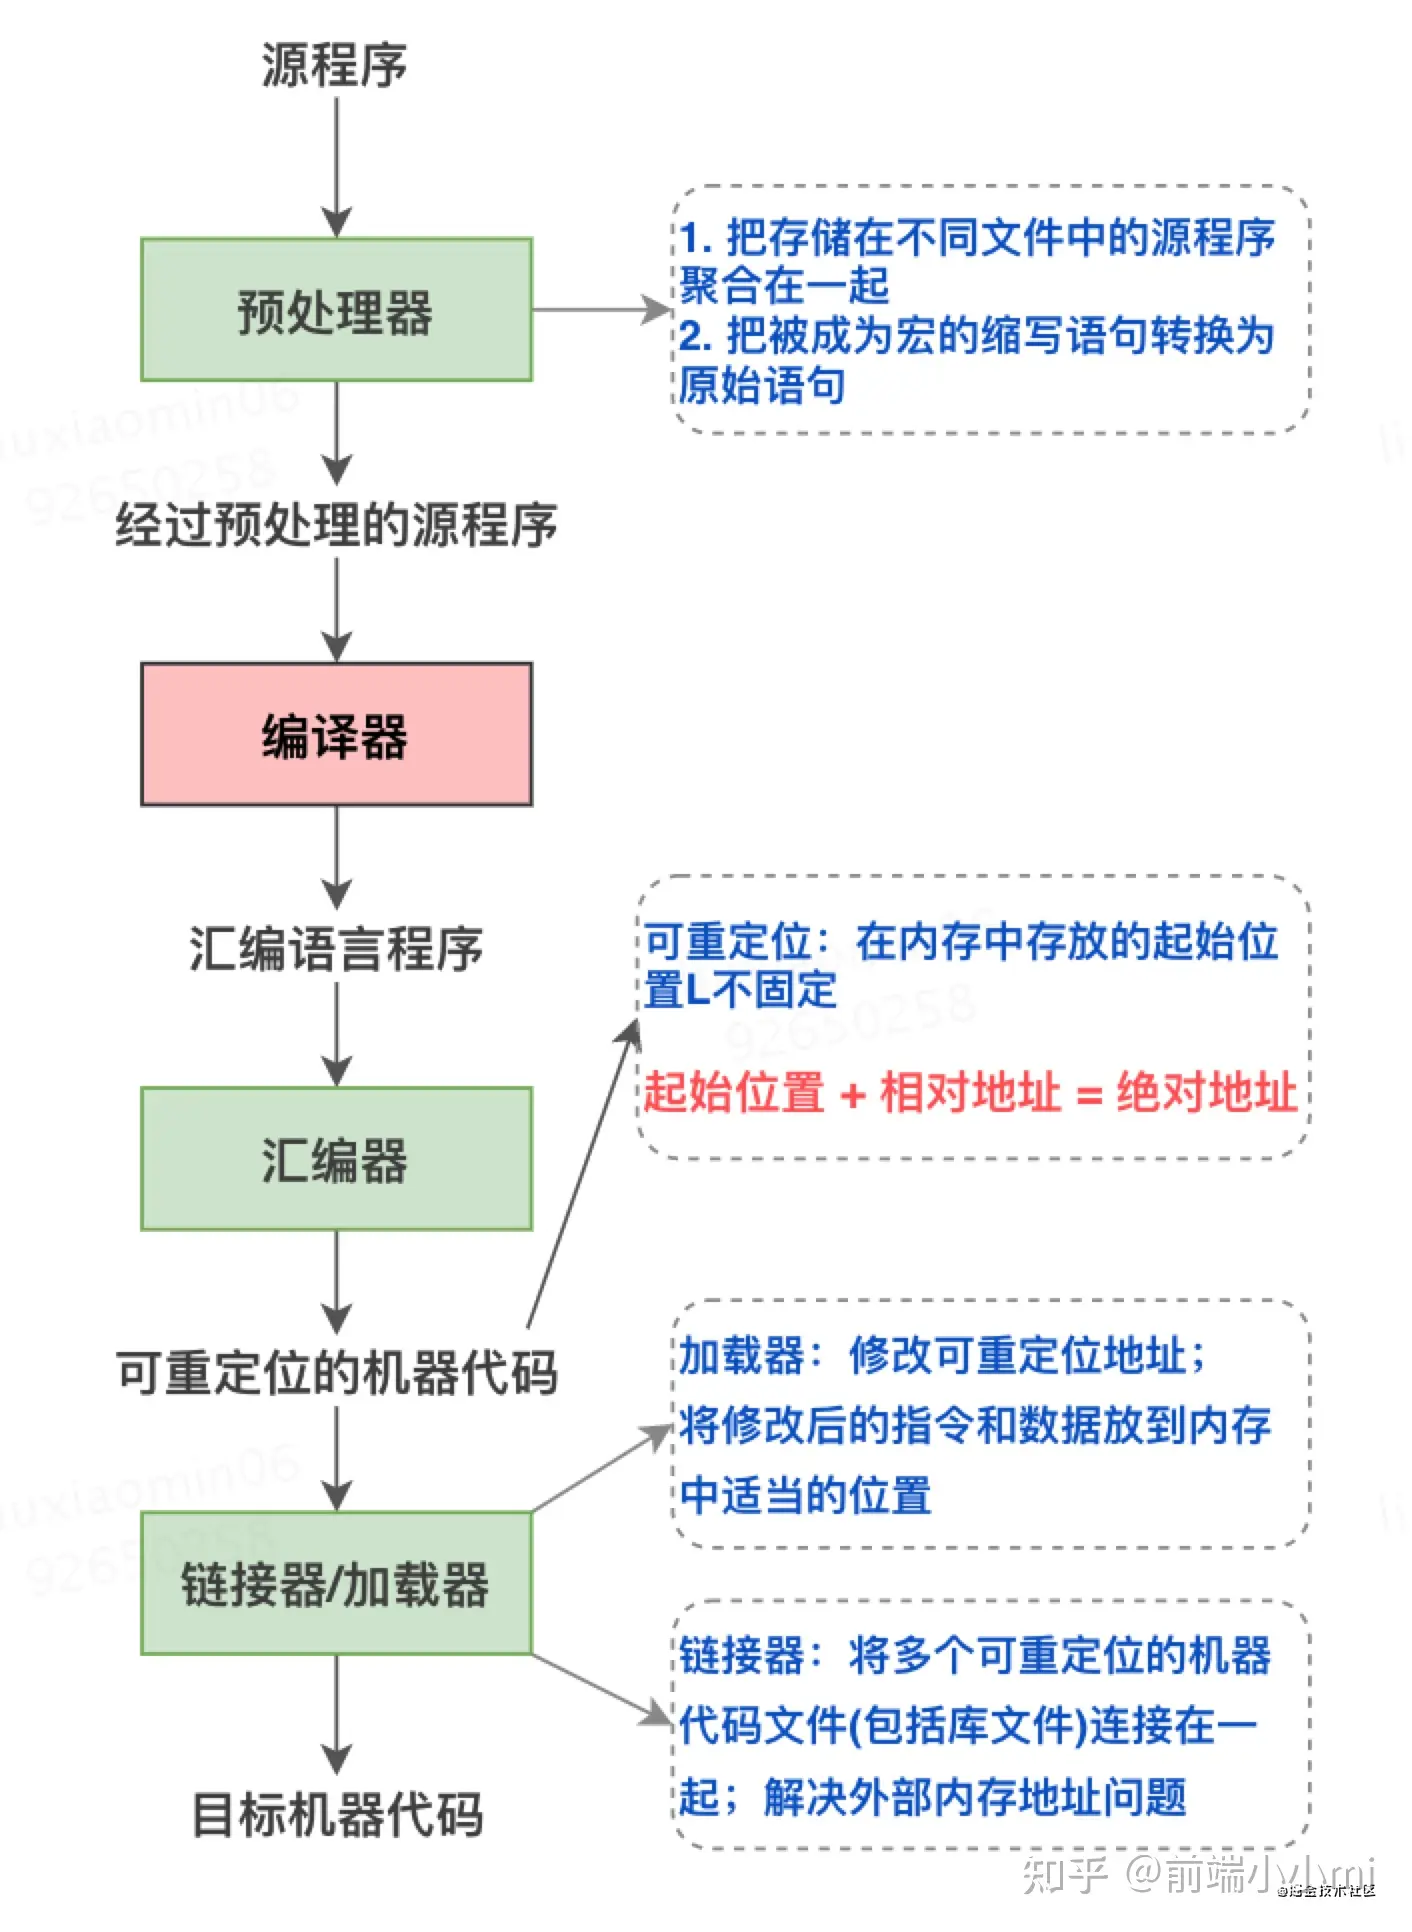 源程序
预处理器
1. 把存储在不同文件中的源程序
聚合在一起
2. 把被成为宏的缩写语句转换为
原始语句
经过预处理的源程序
编译器
汇编语言程序
可重定位：在内存中存放的起始位
置L不固定
起始位置 + 相对地址 = 绝对地址
汇编器
可重定位的机器代码
加载器：修改可重定位地址；
将修改后的指令和数据放到内存
中适当的位置
链接器/加载器
链接器：将多个可重定位的机器
代码文件(包括库文件)连接在一
起；解决外部内存地址问题
目标机器代码
知乎 @前端小小mi
@掘金技术社区
uxiaomin06
92650258
92650258
uxiaomin06
92650258